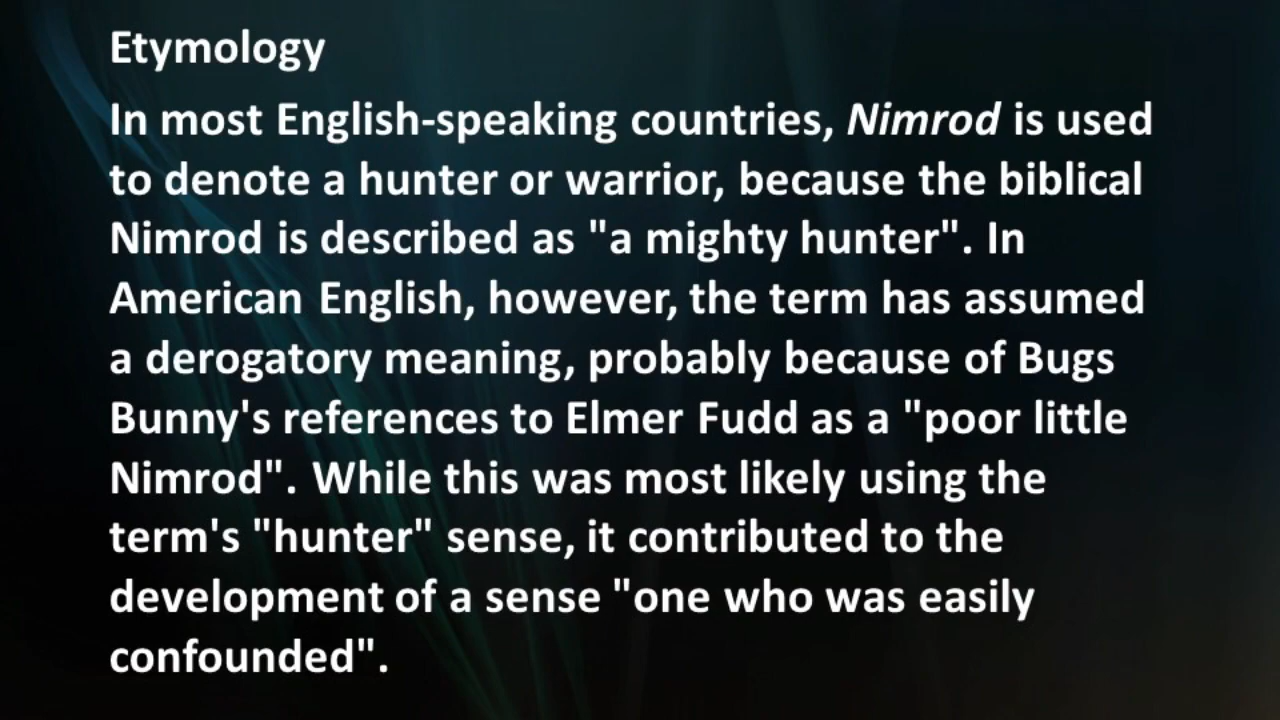 Etymology
In most English-speaking countries, Nimrod is used
to denote a hunter or warrior, because the biblical
Nimrod is described as "a mighty hunter". In
American English, however, the term has assumed
a derogatory meaning, probably because of Bugs
Bunny's references to Elmer Fudd as a "poor little
Nimrod". While this was most likely using the
term's "hunter" sense, it contributed to the
development of a sense "one who was easily
confounded".